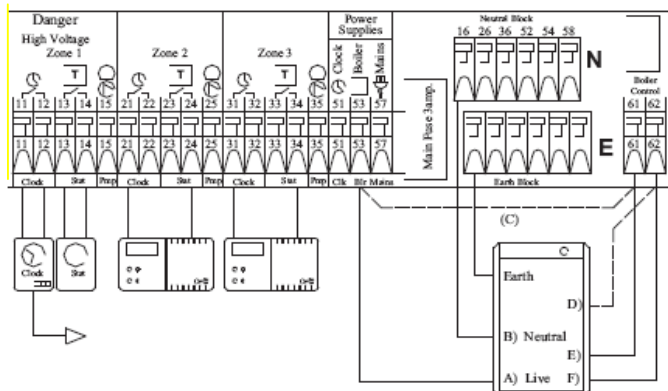 Danger
High Voltage
Zone 1
Zone 2
Zone 3
Power
Supplies
Clock
Boiler
Mains
Neutral Block
16 26 36 52 54 58
N
Boiler
Control
T
T
T
11 12 13 14 15 21 22 23 24 25 31 32 33 34 35 51 53 57
61 62
Main Fuse 3amp.
11 12 13 14 15 21 22 23 24 25 31 32 33 34 35 51 53 57
E
61 62
Clock Stat Pmp Clock Stat Pmp Clock Stat Pmp Clk Blr Mains
Earth Block
(C)
Clock
Stat
Earth
D)
B) Neutral
E)
A) Live F)